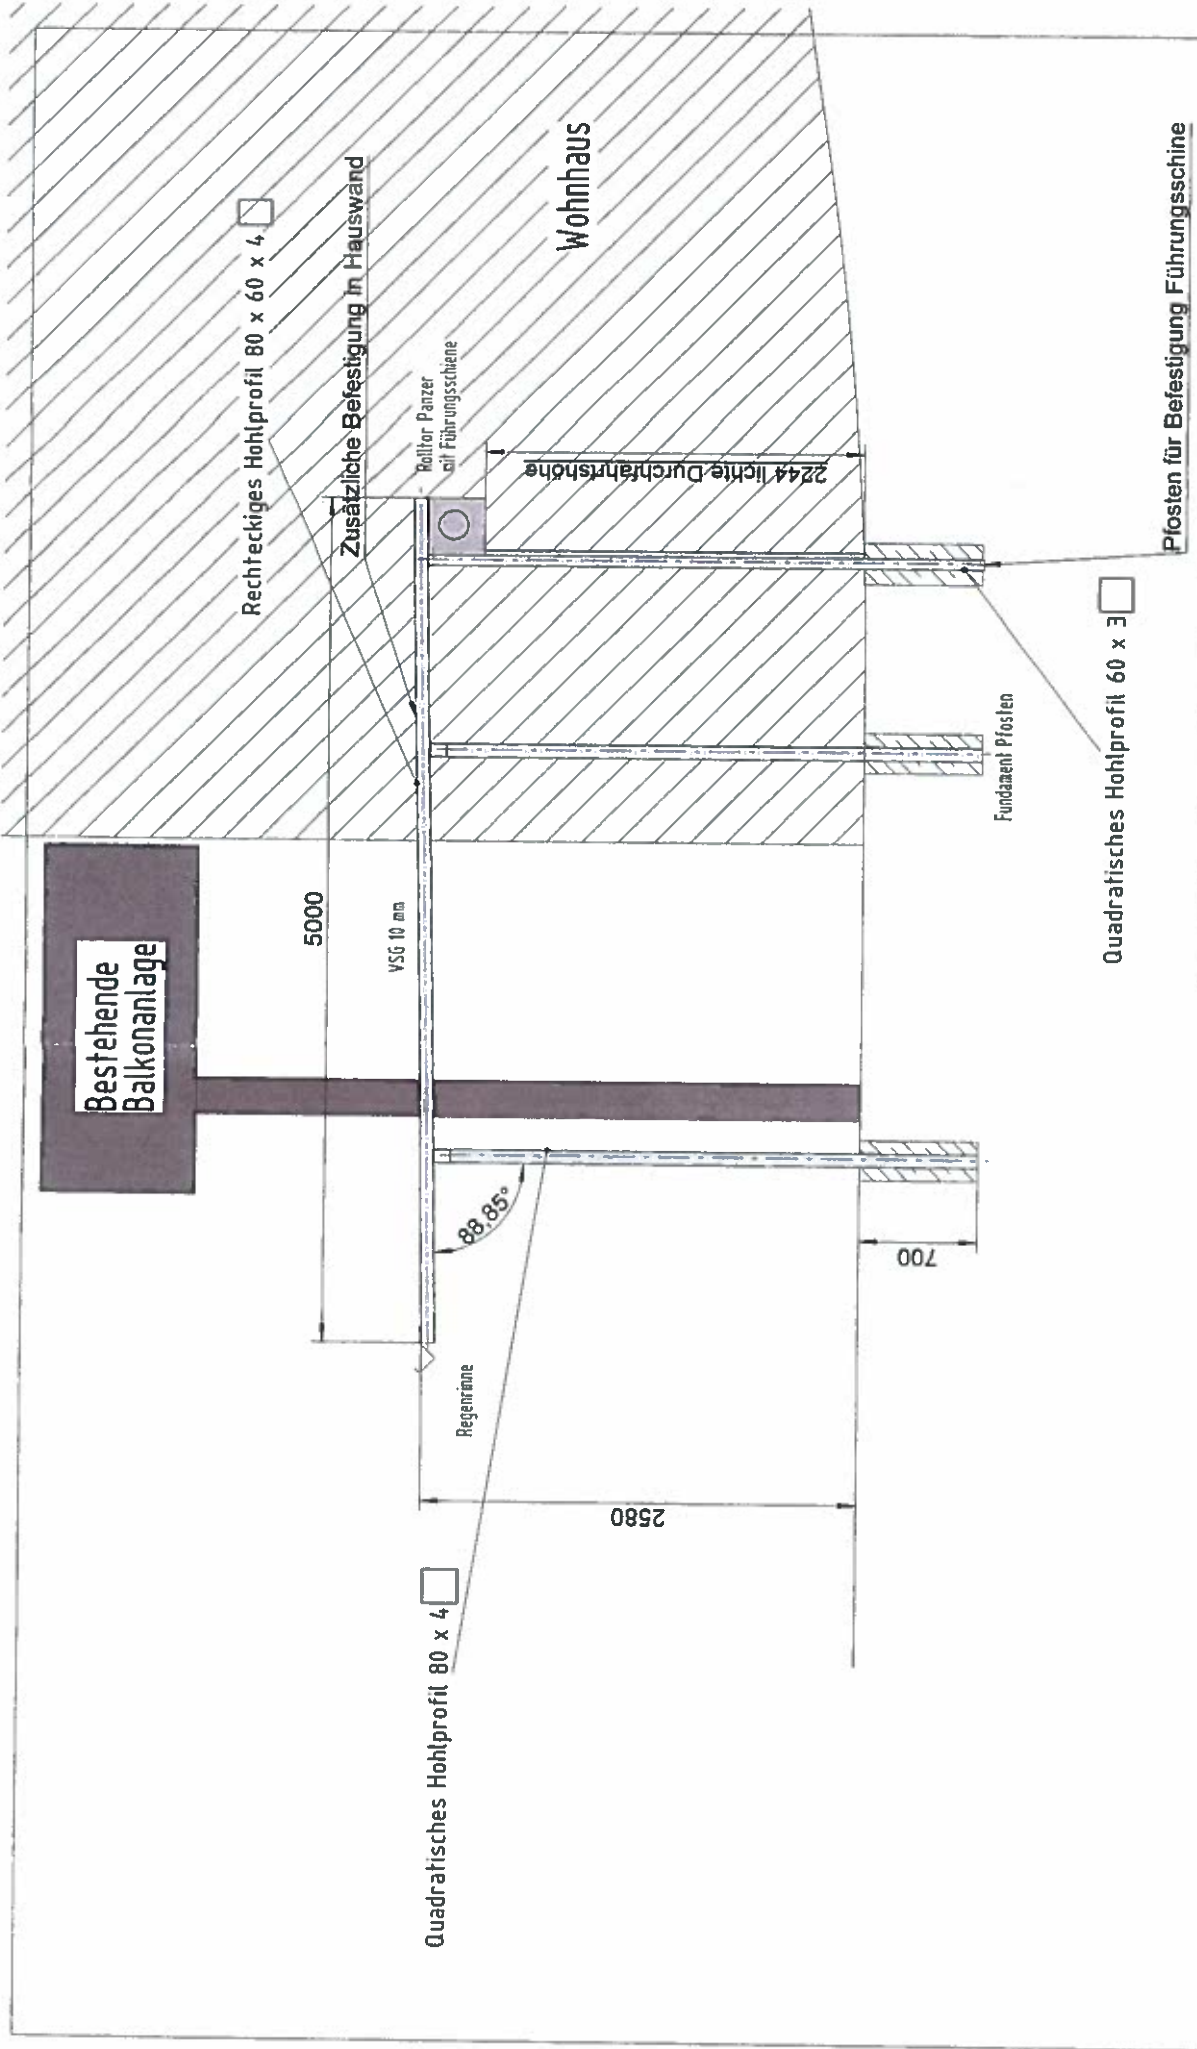 Bestehende
Balkonanlage
Rechteckiges Hohlprofil 80 x 60 x 4
Zusätzliche Befestigung in Hauswand
5000
VSG 10 mm
Rolltor Panzer
mit Führungsschiene
Wohnhaus
2244 lichte Durchfahrtshöhe
88,85°
Regenrinne
2580
Quadratisches Hohlprofil 80 x 4
700
Fundament Pfosten
Quadratisches Hohlprofil 60 x 3
Pfosten für Befestigung Führungsschine